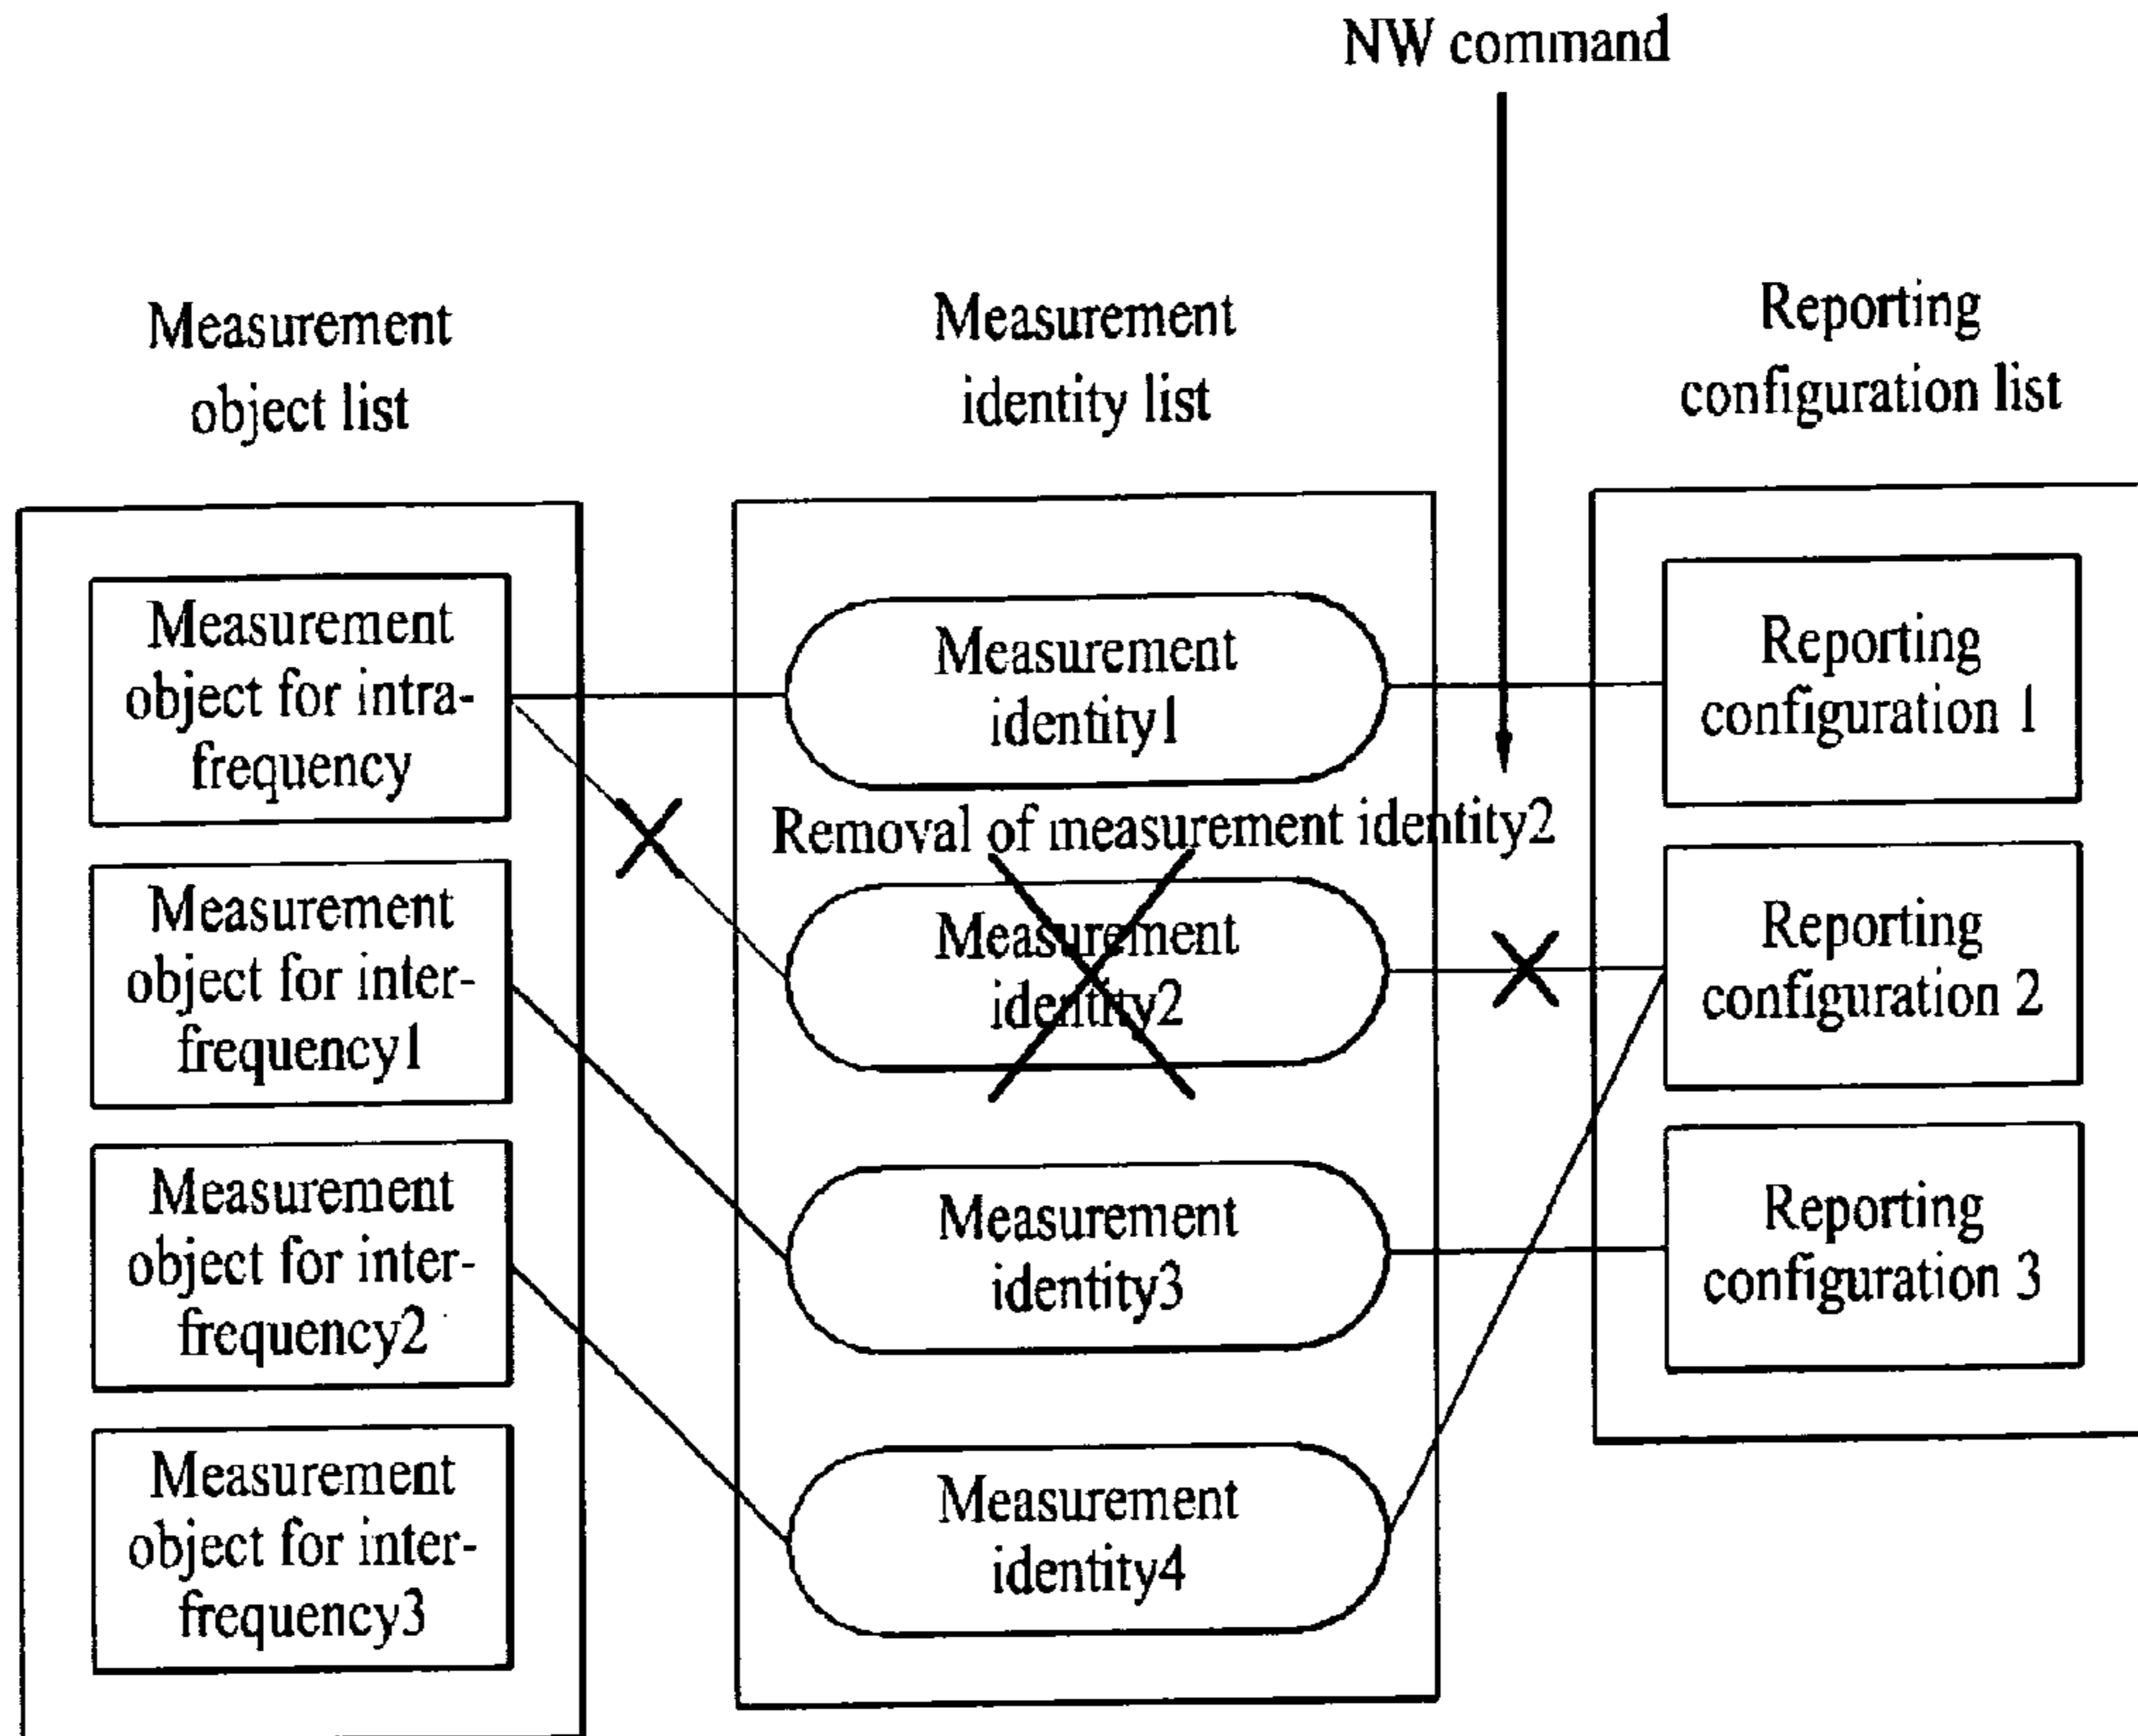 NW command
Measurement
object list
Measurement
identity list
Reporting
configuration list
Measurement
object for intra-
frequency
Measurement
object for inter-
frequency1
Measurement
object for inter-
frequency2
Measurement
object for inter-
frequency3
Measurement
identity1
Removal of measurement identity2
Measurement
identity2
Measurement
identity3
Measurement
identity4
Reporting
configuration 1
Reporting
configuration 2
Reporting
configuration 3